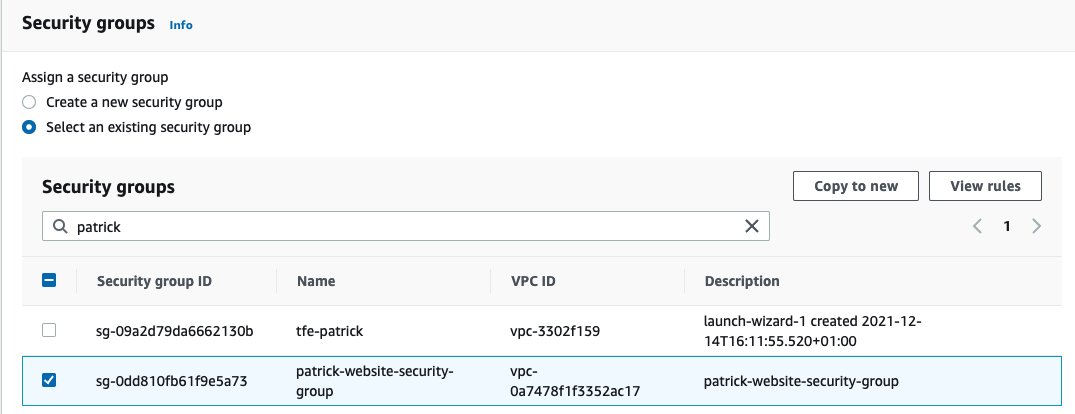 Security groups Info
Assign a security group
Create a new security group
Select an existing security group
Security groups
Copy to new
View rules
patrick
1
Security group ID
Name
VPC ID
Description
sg-09a2d79da6662130b
tfe-patrick
vpc-3302f159
launch-wizard-1 created 2021-12-
14T16:11:55.520+01:00
sg-0dd810fb61f9e5a73
patrick-website-security-
group
vpc-
0a7478f1f3352ac17
patrick-website-security-group